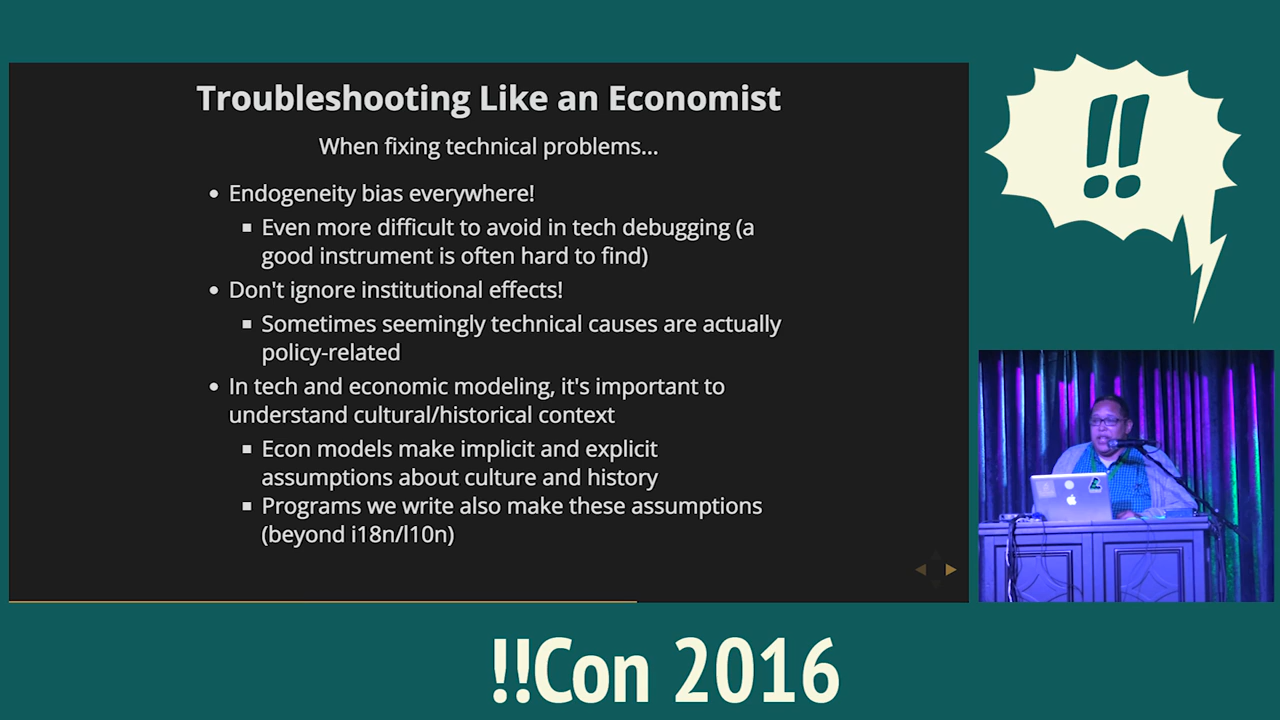 Troubleshooting Like an Economist
When fixing technical problems...
• Endogeneity bias everywhere!
▪ Even more difficult to avoid in tech debugging (a
good instrument is often hard to find)
• Don't ignore institutional effects!
▪ Sometimes seemingly technical causes are actually
policy-related
• In tech and economic modeling, it's important to
understand cultural/historical context
▪ Econ models make implicit and explicit
assumptions about culture and history
▪ Programs we write also make these assumptions
(beyond i18n/l10n)
!!
!!Con 2016